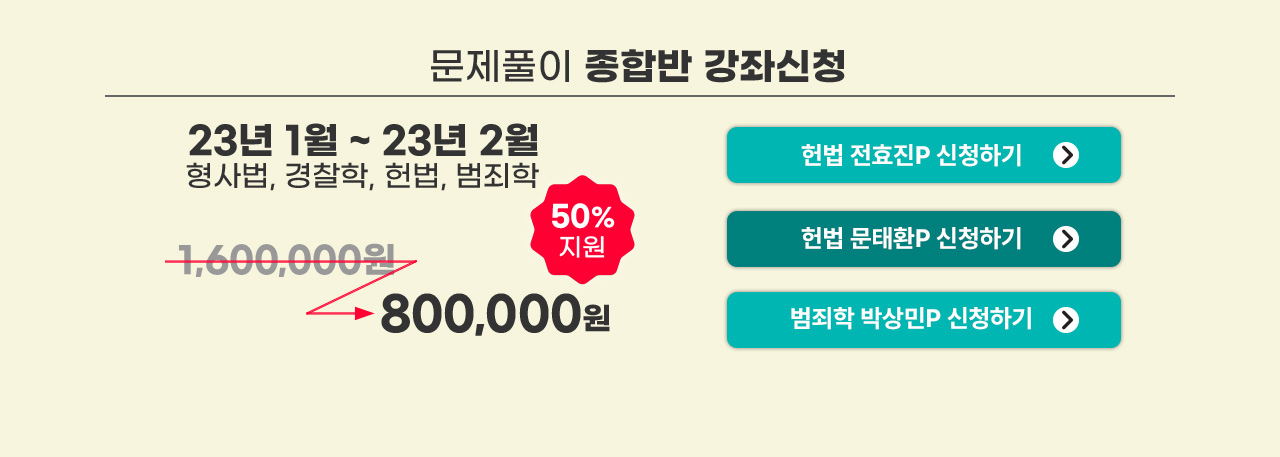 문제풀이 종합반 강좌신청
23년 1월 ~ 23년 2월
형사법, 경찰학, 헌법, 범죄학
50%
지원
1,600,000원
800,000원
헌법 전효진P 신청하기
헌법 문태환P 신청하기
범죄학 박상민P 신청하기